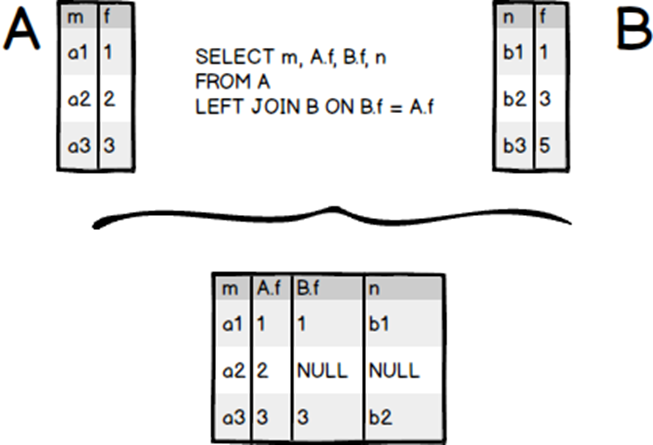 A
m f
a1 1
a2 2
a3 3
SELECT m, A.f, B.f, n
FROM A
LEFT JOIN B ON B.f = A.f
n f
b1 1
b2 3
b3 5
B
m A.f B.f n
a1 1 1 b1
a2 2 NULL NULL
a3 3 3 b2